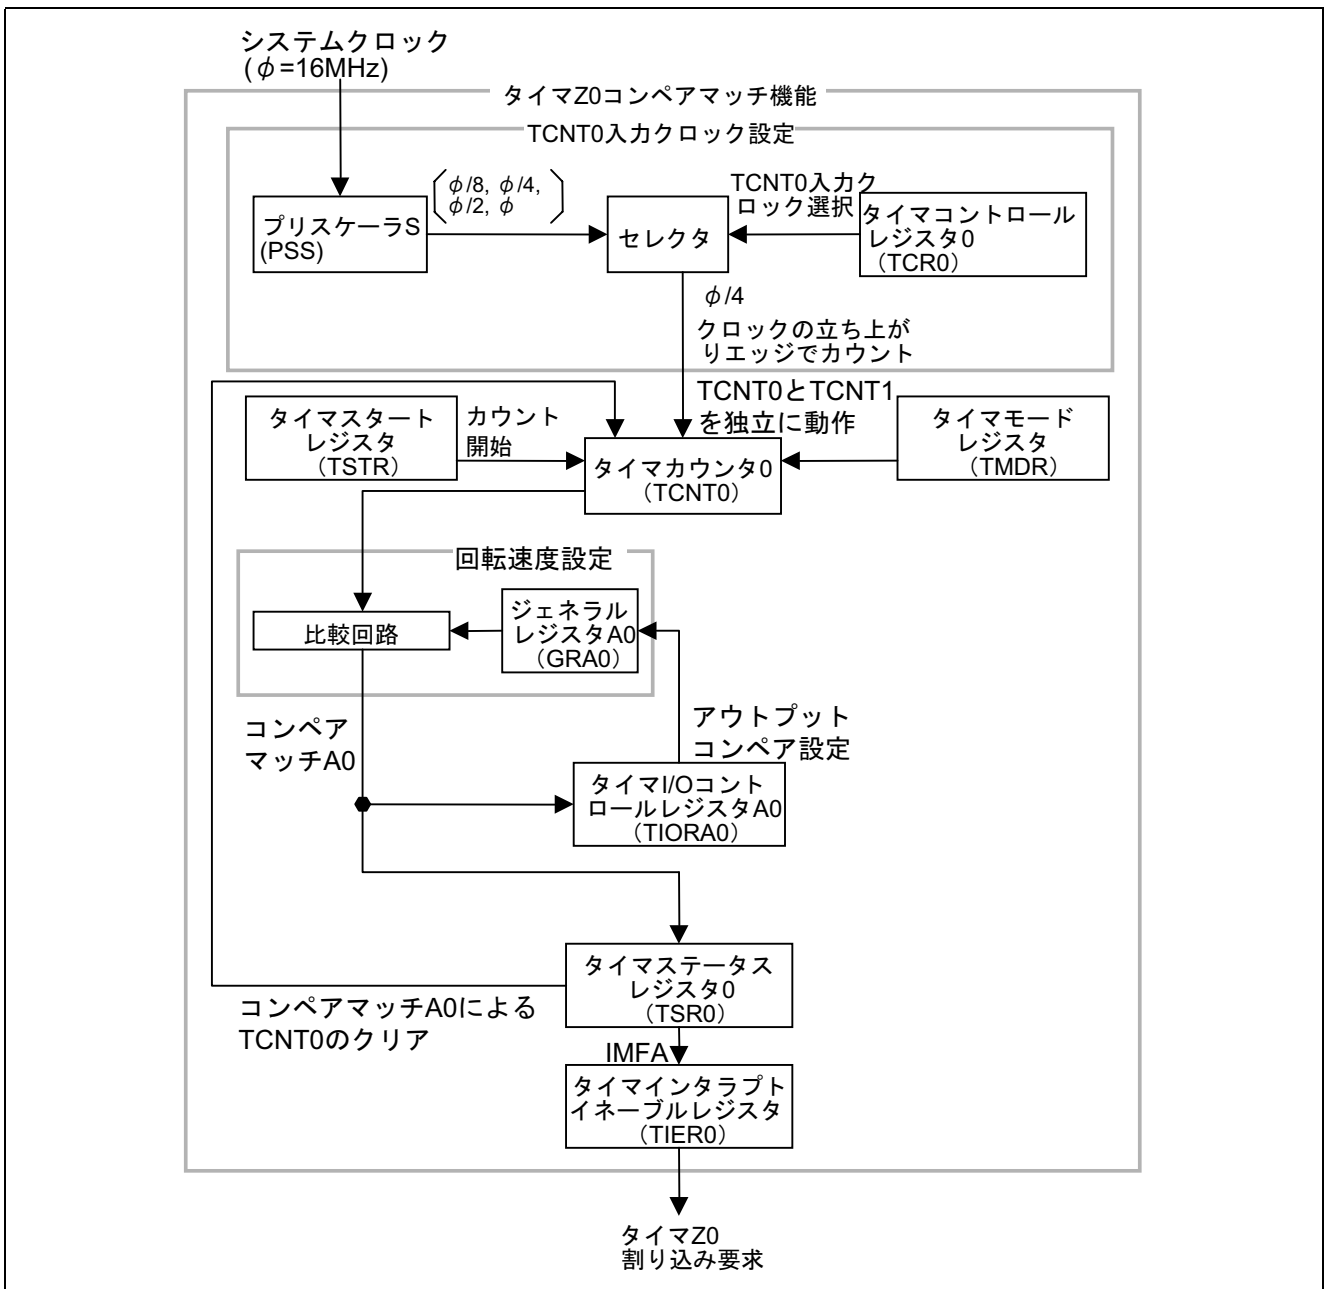 システムクロック
(φ=16MHz)
タイマZ0コンペアマッチ機能
TCNT0入力クロック設定
φ/8, φ/4,
φ/2, φ
プリスケーラS
(PSS)
セレクタ
TCNT0入力ク
ロック選択
タイマコントロール
レジスタ0
(TCR0)
φ/4
クロックの立ち上が
りエッジでカウント
TCNT0とTCNT1
を独立に動作
タイマスタート
レジスタ
(TSTR)
カウント
開始
タイマカウンタ0
(TCNT0)
タイマモード
レジスタ
(TMDR)
回転速度設定
比較回路
ジェネラル
レジスタA0
(GRA0)
コンペア
マッチA0
アウトプット
コンペア設定
タイマI/Oコント
ロールレジスタA0
(TIORA0)
タイマステータス
レジスタ0
(TSR0)
コンペアマッチA0による
TCNT0のクリア
IMFA
タイマインタラプト
イネーブルレジスタ
(TIER0)
タイマZ0
割り込み要求